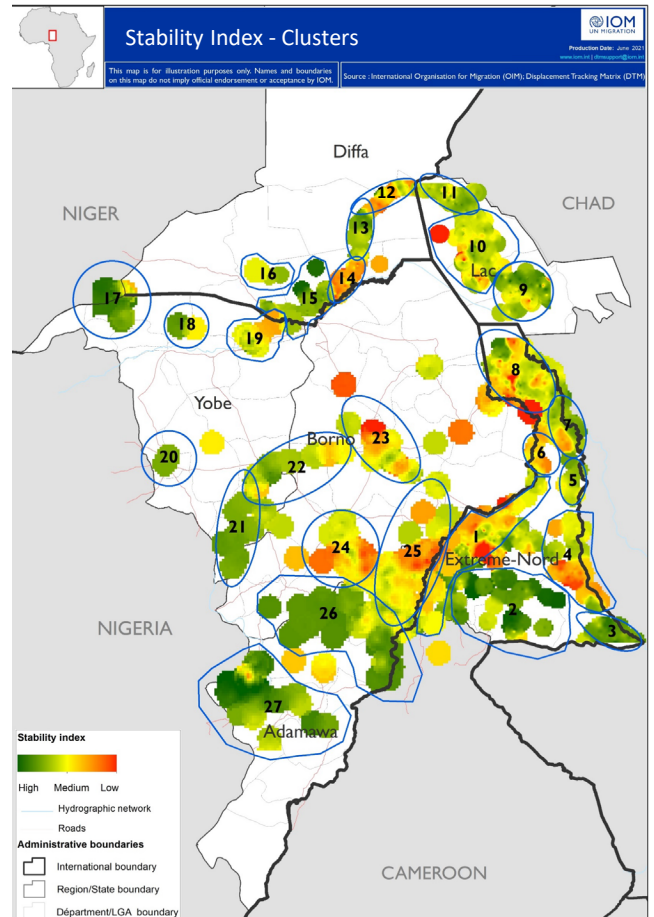 Stability Index - Clusters
IOM
UN MIGRATION
Production Date: June 2021
www.iom.int | dtmsupport@iom.int
This map is for illustration purposes only. Names and boundaries
on this map do not imply official endorsement or acceptance by IOM.
Source : International Organisation for Migration (OIM); Displacement Tracking Matrix (DTM)
Diffa
NIGER
CHAD
12
11
13
10
Lac
16
14
15
9
17
18
19
8
Yobe
7
Borno
23
6
20
22
5
21
1
24
25
Extreme-Nord
4
2
26
3
NIGERIA
27
Adamawa
CAMEROON
Stability index
High Medium Low
Hydrographic network
Roads
Administrative boundaries
International boundary
Region/State boundary
Départment/LGA boundary